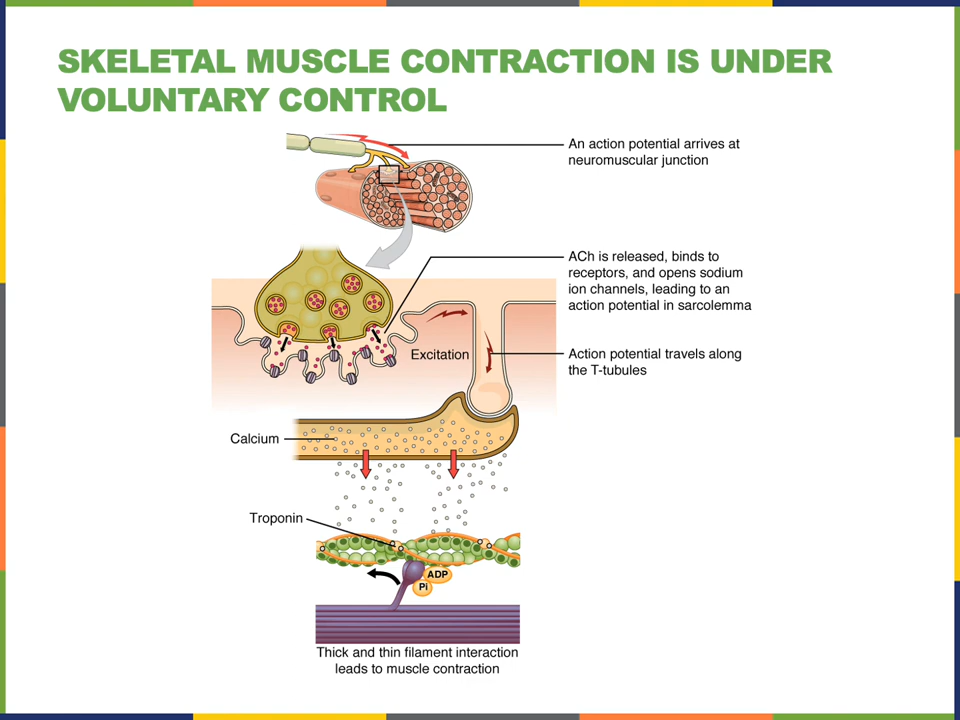 SKELETAL MUSCLE CONTRACTION IS UNDER
VOLUNTARY CONTROL
An action potential arrives at
neuromuscular junction
ACh is released, binds to
receptors, and opens sodium
ion channels, leading to an
action potential in sarcolemma
Excitation
Action potential travels along
the T-tubules
Calcium
Troponin
ADP
Pi
Thick and thin filament interaction
leads to muscle contraction